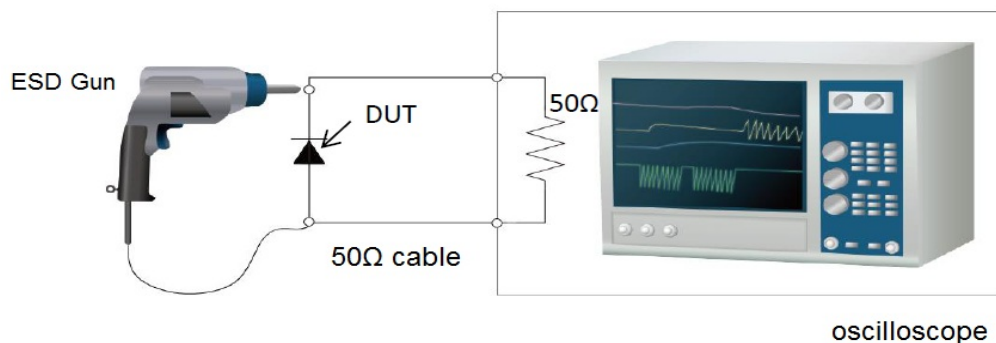 ESD Gun
DUT
50Ω
50Ω cable
oscilloscope